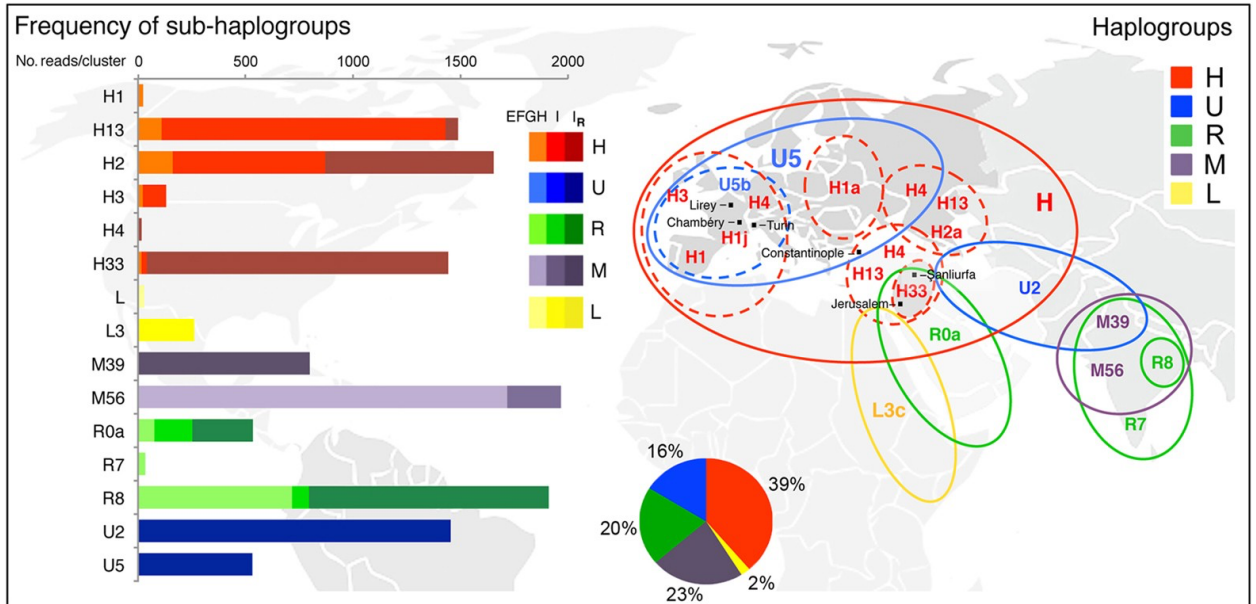 Frequency of sub-haplogroups
No. reads/cluster
0 500 1000 1500 2000
H1
H13
H2
H3
H4
H33
L
L3
M39
M56
R0a
R7
R8
U2
U5
EFGH I IR
H
U
R
M
L
Haplogroups
H
U
R
M
L
U5
U5b
H3
H4
H1a
H4
H13
H
Lirey
Chambéry
Turin
H1j
H2a
H1
Constantinople
H4
H13
Şanlıurfa
H33
U2
Jerusalem
R0a
M39
M56
R8
L3c
R7
16%
39%
20%
23%
2%